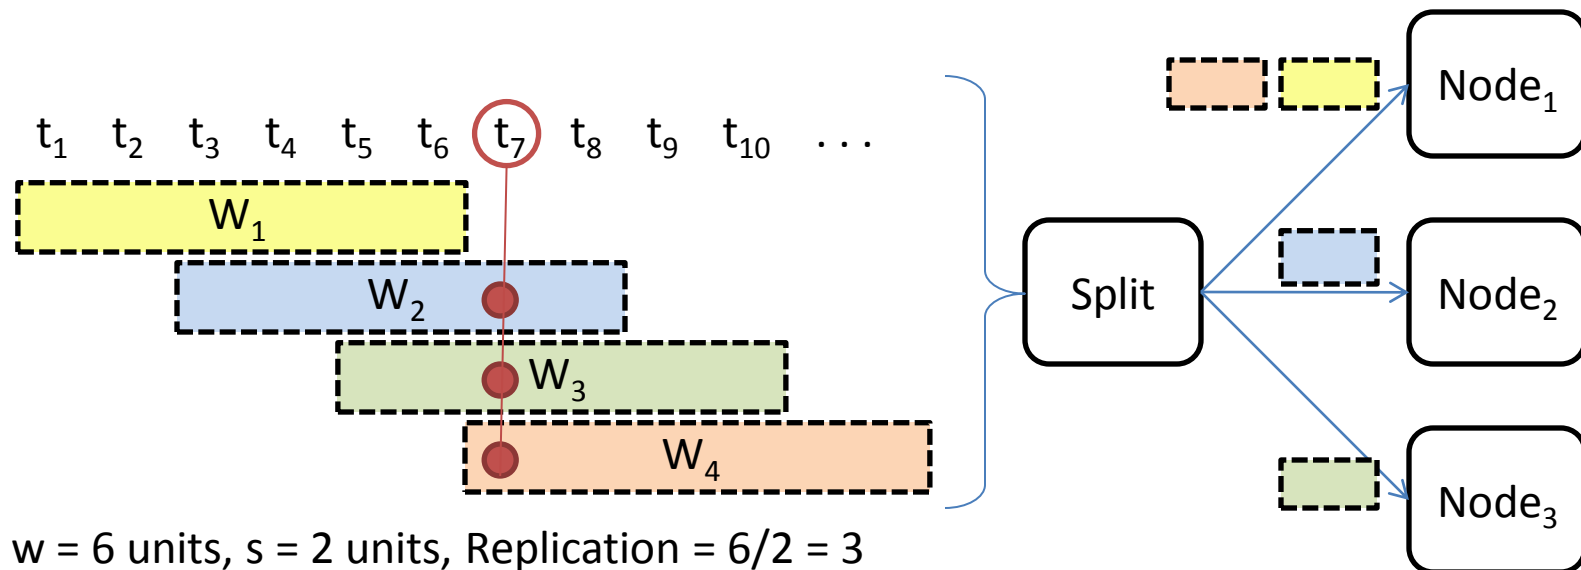 t₁ t₂ t₃ t₄ t₅ t₆ t₇ t₈ t₉ t₁₀ . . .
W₁
W₂
W₃
W₄
w = 6 units, s = 2 units, Replication = 6/2 = 3
Split
Node₁
Node₂
Node₃